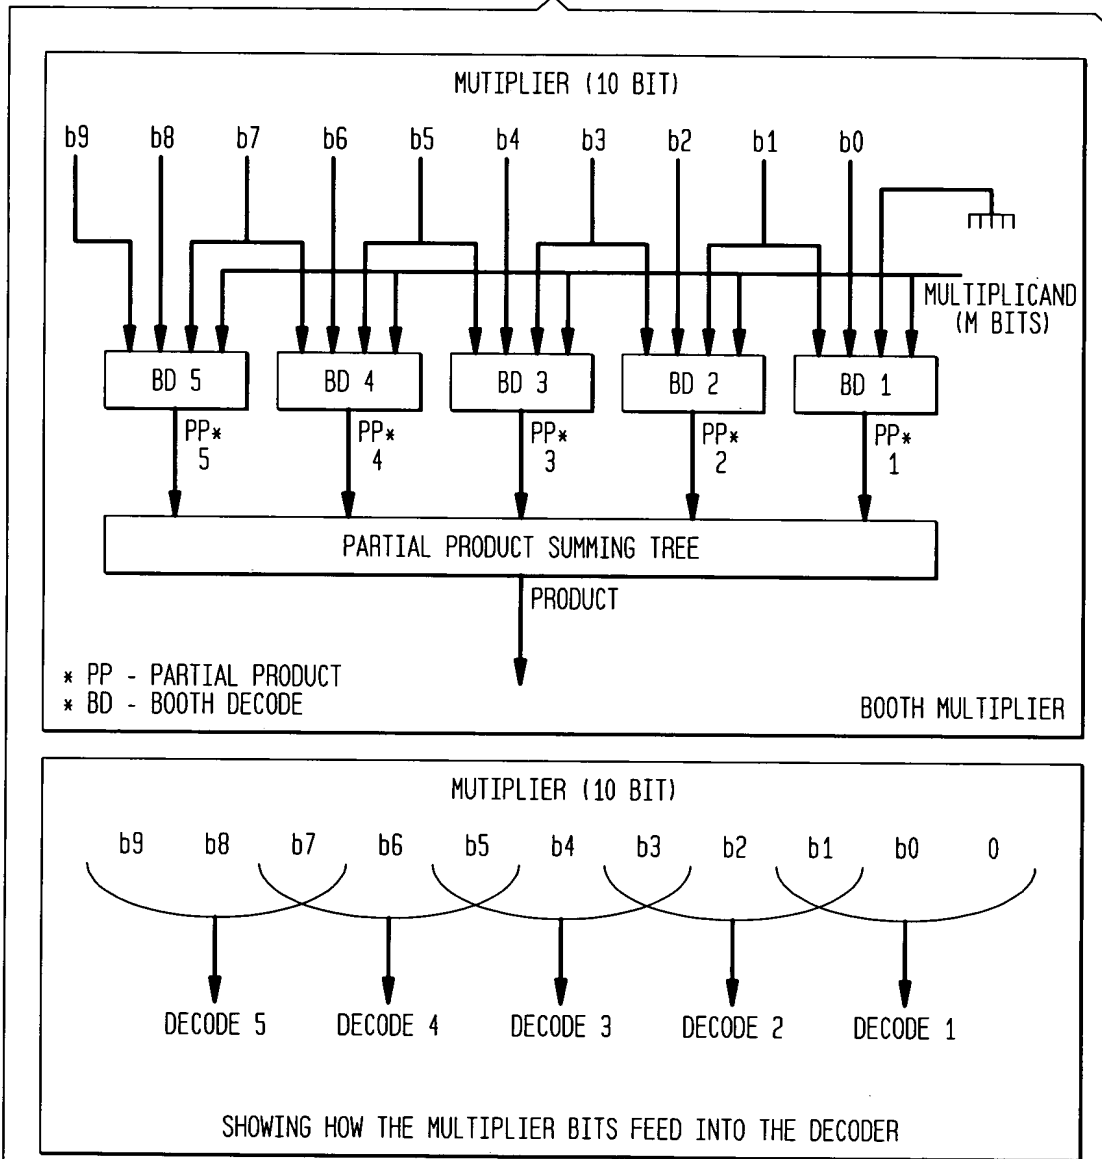 MUTIPLIER (10 BIT)
b9 b8 b7 b6 b5 b4 b3 b2 b1 b0
MULTIPLICAND
(M BITS)
BD 5 BD 4 BD 3 BD 2 BD 1
PP* PP* PP* PP* PP*
5 4 3 2 1
PARTIAL PRODUCT SUMMING TREE
PRODUCT
* PP - PARTIAL PRODUCT
* BD - BOOTH DECODE
BOOTH MULTIPLIER
MUTIPLIER (10 BIT)
b9 b8 b7 b6 b5 b4 b3 b2 b1 b0 0
DECODE 5 DECODE 4 DECODE 3 DECODE 2 DECODE 1
SHOWING HOW THE MULTIPLIER BITS FEED INTO THE DECODER